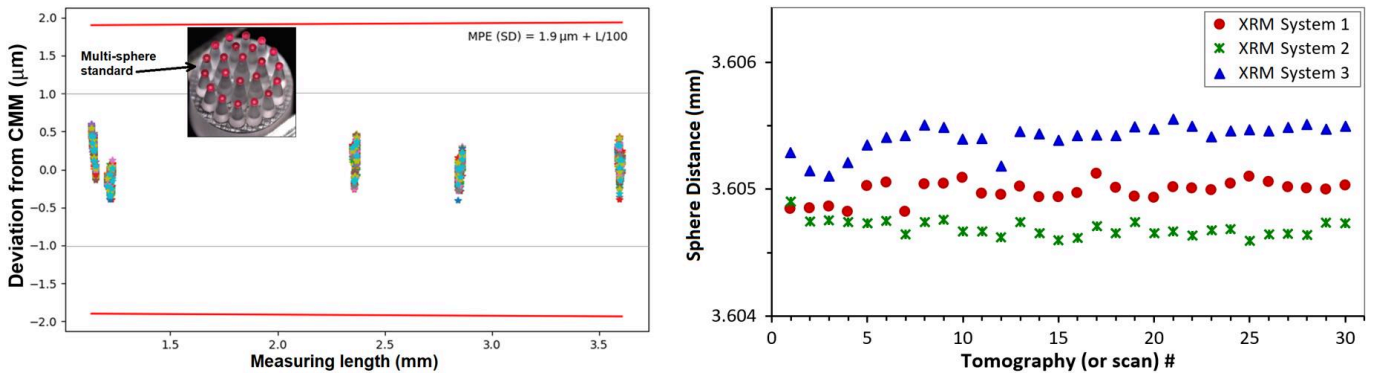 Deviation from CMM (μm)
2.0
1.5
1.0
0.5
0.0
−0.5
−1.0
−1.5
−2.0
Multi-sphere
standard
MPE (SD) = 1.9 μm + L/100
1.5
2.0
2.5
3.0
3.5
Measuring length (mm)
Sphere Distance (mm)
3.606
3.605
3.604
XRM System 1
XRM System 2
XRM System 3
0
5
10
15
20
25
30
Tomography (or scan) #